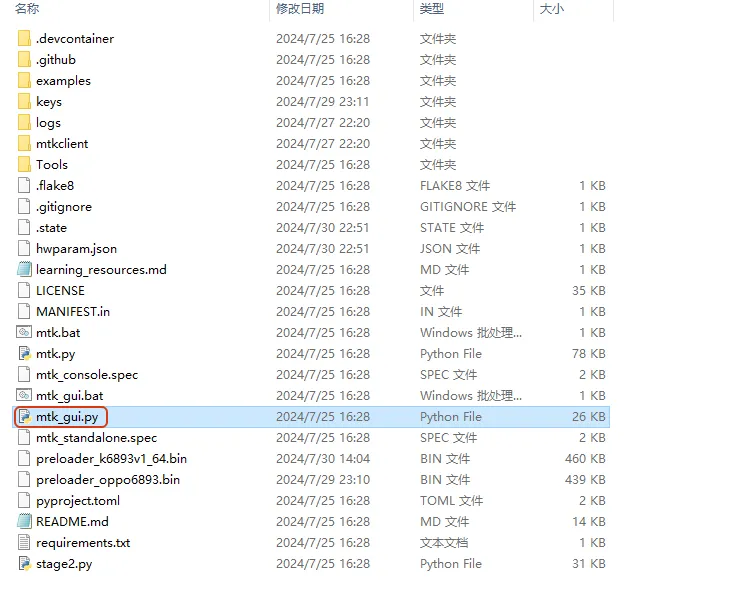 名称 修改日期 类型 大小
.devcontainer 2024/7/25 16:28 文件夹
.github 2024/7/25 16:28 文件夹
examples 2024/7/25 16:28 文件夹
keys 2024/7/29 23:11 文件夹
logs 2024/7/27 22:20 文件夹
mtkclient 2024/7/27 22:20 文件夹
Tools 2024/7/25 16:28 文件夹
.flake8 2024/7/25 16:28 FLAKE8 文件 1 KB
.gitignore 2024/7/25 16:28 GITIGNORE 文件 1 KB
.state 2024/7/30 22:51 STATE 文件 1 KB
hwparam.json 2024/7/30 22:51 JSON 文件 1 KB
learning_resources.md 2024/7/25 16:28 MD 文件 1 KB
LICENSE 2024/7/25 16:28 文件 35 KB
MANIFEST.in 2024/7/25 16:28 IN 文件 1 KB
mtk.bat 2024/7/25 16:28 Windows 批处理... 1 KB
mtk.py 2024/7/25 16:28 Python File 78 KB
mtk_console.spec 2024/7/25 16:28 SPEC 文件 2 KB
mtk_gui.bat 2024/7/25 16:28 Windows 批处理... 1 KB
mtk_gui.py 2024/7/25 16:28 Python File 26 KB
mtk_standalone.spec 2024/7/25 16:28 SPEC 文件 2 KB
preloader_k6893v1_64.bin 2024/7/30 14:04 BIN 文件 460 KB
preloader_oppo6893.bin 2024/7/29 23:10 BIN 文件 439 KB
pyproject.toml 2024/7/25 16:28 TOML 文件 2 KB
README.md 2024/7/25 16:28 MD 文件 14 KB
requirements.txt 2024/7/25 16:28 文本文档 1 KB
stage2.py 2024/7/25 16:28 Python File 31 KB